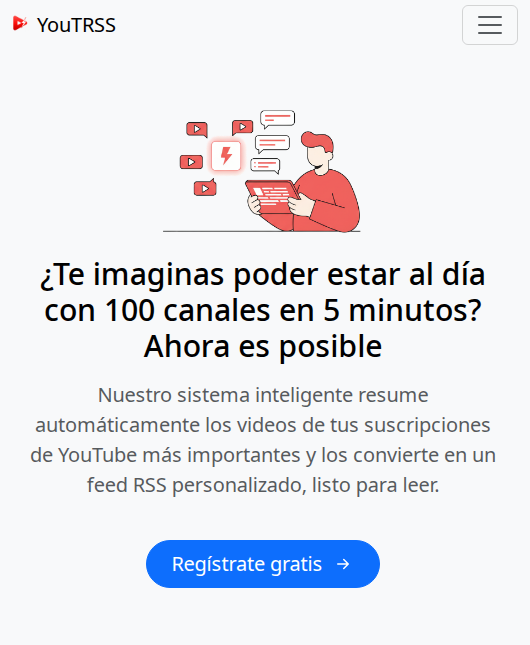 YouTRSS
¿Te imaginas poder estar al día
con 100 canales en 5 minutos?
Ahora es posible
Nuestro sistema inteligente resume
automáticamente los videos de tus suscripciones
de YouTube más importantes y los convierte en un
feed RSS personalizado, listo para leer.
Regístrate gratis →